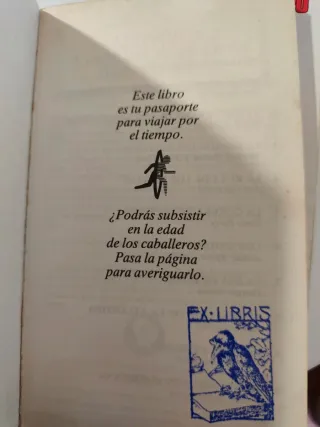 Este libro
es tu pasaporte
para viajar por
el tiempo.
¿Podrás subsistir
en la edad
de los caballeros?
Pasa la página
para averiguarlo.
EX·LIBRIS